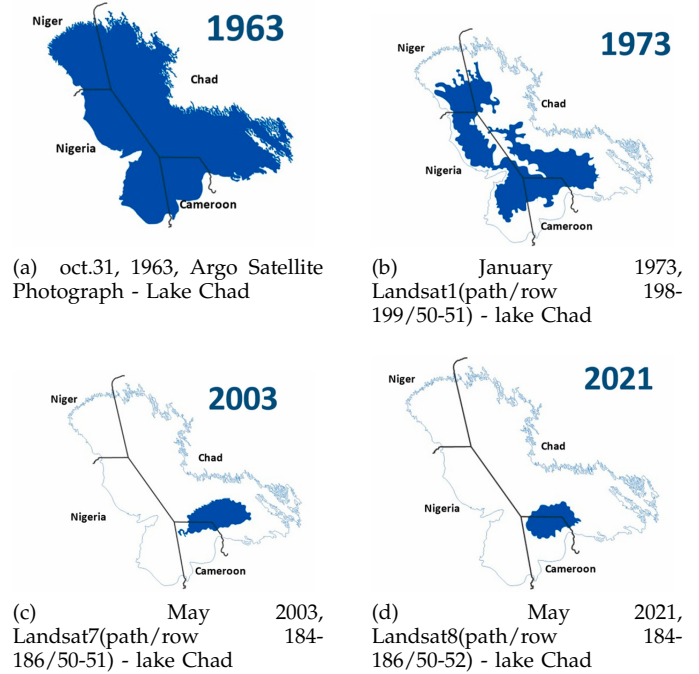 Niger
1963
Chad
Nigeria
Cameroon
(a) oct.31, 1963, Argo Satellite
Photograph - Lake Chad
Niger
1973
Chad
Nigeria
Cameroon
(b) January 1973,
Landsat1(path/row 198-
199/50-51) - lake Chad
Niger
2003
Chad
Nigeria
Cameroon
(c) May 2003,
Landsat7(path/row 184-
186/50-51) - lake Chad
Niger
2021
Chad
Nigeria
Cameroon
(d) May 2021,
Landsat8(path/row 184-
186/50-52) - lake Chad